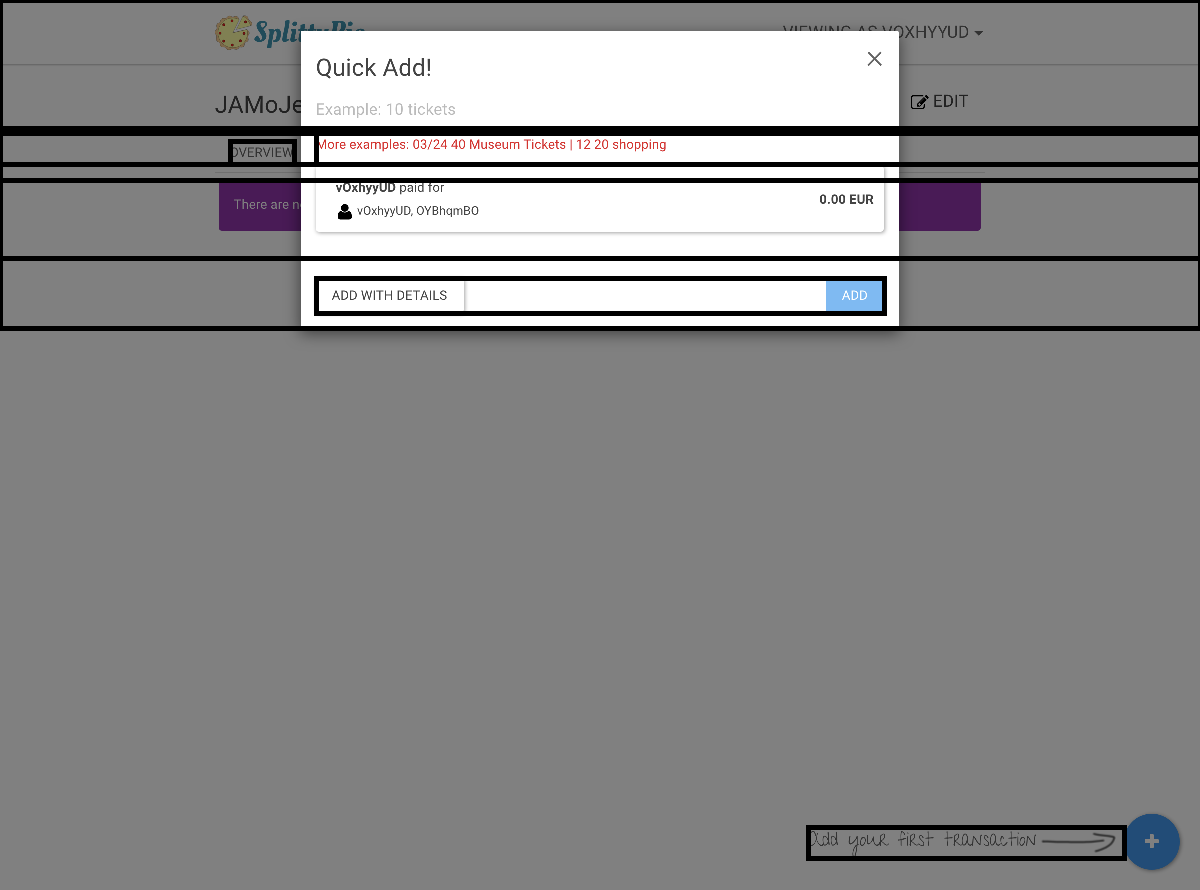 VIEWING AS VOXHYYUD
Quick Add!
JAMoJe
EDIT
Example: 10 tickets
More examples: 03/24 40 Museum Tickets | 12 20 shopping
OVERVIEW
vOxhyyUD paid for
0.00 EUR
There are
vOxhyyUD, OYBhqmBO
ADD WITH DETAILS
ADD
Add your first transaction